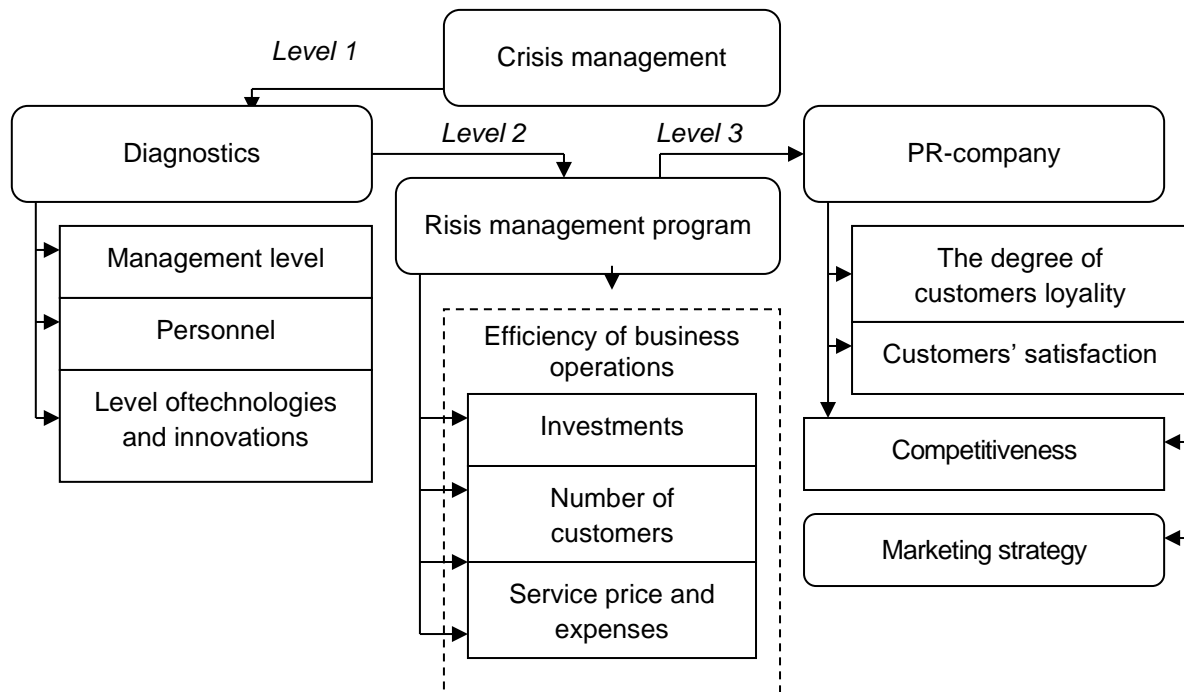 Level 1
Crisis management
Diagnostics
Level 2
Level 3
PR-company
Risis management program
Management level
Personnel
Level oftechnologies
and innovations
Efficiency of business
operations
Investments
Number of
customers
Service price and
expenses
The degree of
customers loyality
Customers’ satisfaction
Competitiveness
Marketing strategy